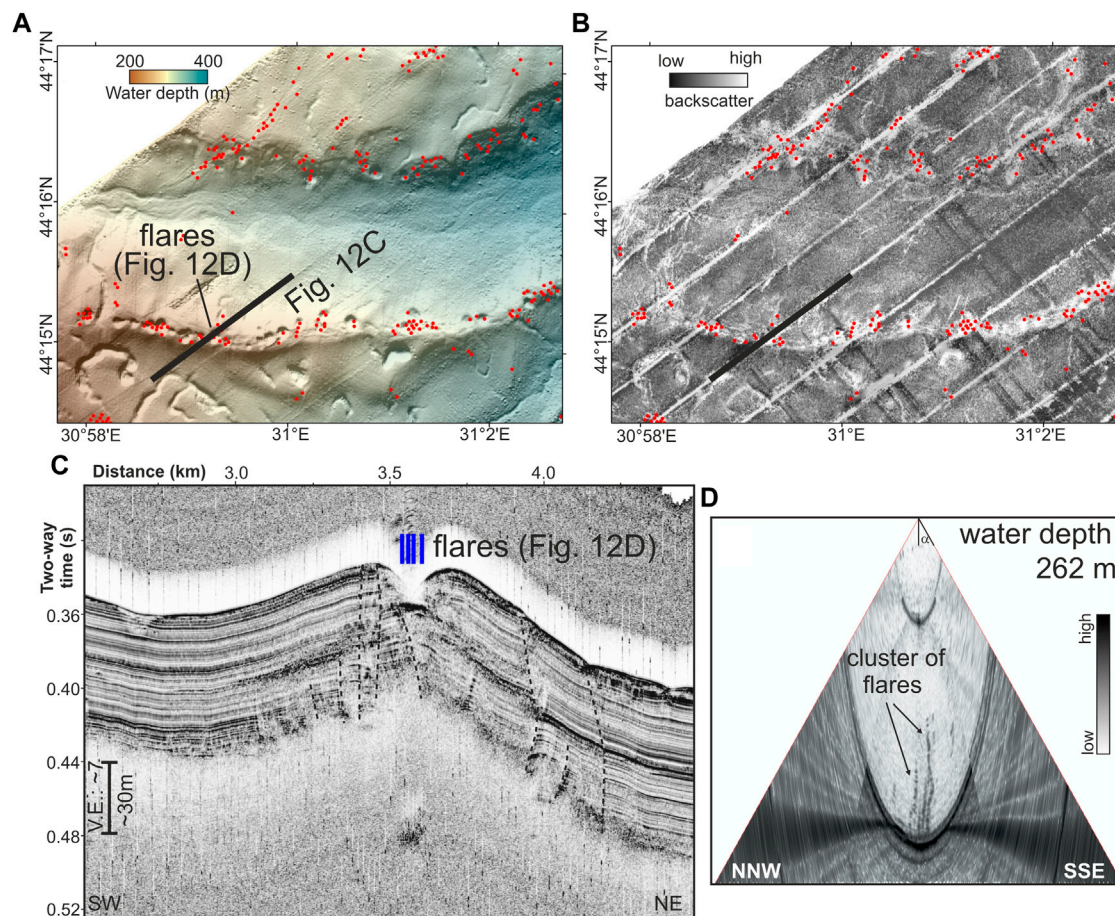 A
200 400
Water depth (m)
44°17'N
44°16'N
44°15'N
flares
(Fig. 12D)
Fig. 12C
30°58'E 31°E 31°2'E
B
low high
backscatter
44°17'N
44°16'N
44°15'N
30°58'E 31°E 31°2'E
C
Distance (km) 3.0 3.5 4.0
Two-way
time (s)
flares (Fig. 12D)
0.36
0.40
0.44
0.48
0.52
V.E.: ~7
~30m
SW NE
D
α
water depth
262 m
high
low
cluster of
flares
NNW SSE